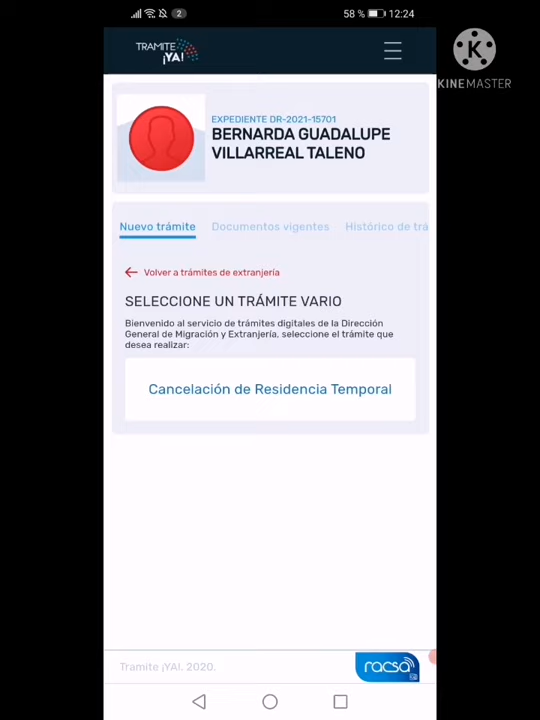 2
58 %
12:24
TRAMITE
¡YA!
KINEMASTER
EXPEDIENTE DR-2021-15701
BERNARDA GUADALUPE
VILLARREAL TALENO
Nuevo trámite
Documentos vigentes
Histórico de trá
Volver a trámites de extranjería
SELECCIONE UN TRÁMITE VARIO
Bienvenido al servicio de trámites digitales de la Dirección
General de Migración y Extranjería, seleccione el trámite que
desea realizar:
Cancelación de Residencia Temporal
Tramite ¡YA!. 2020.
racsa